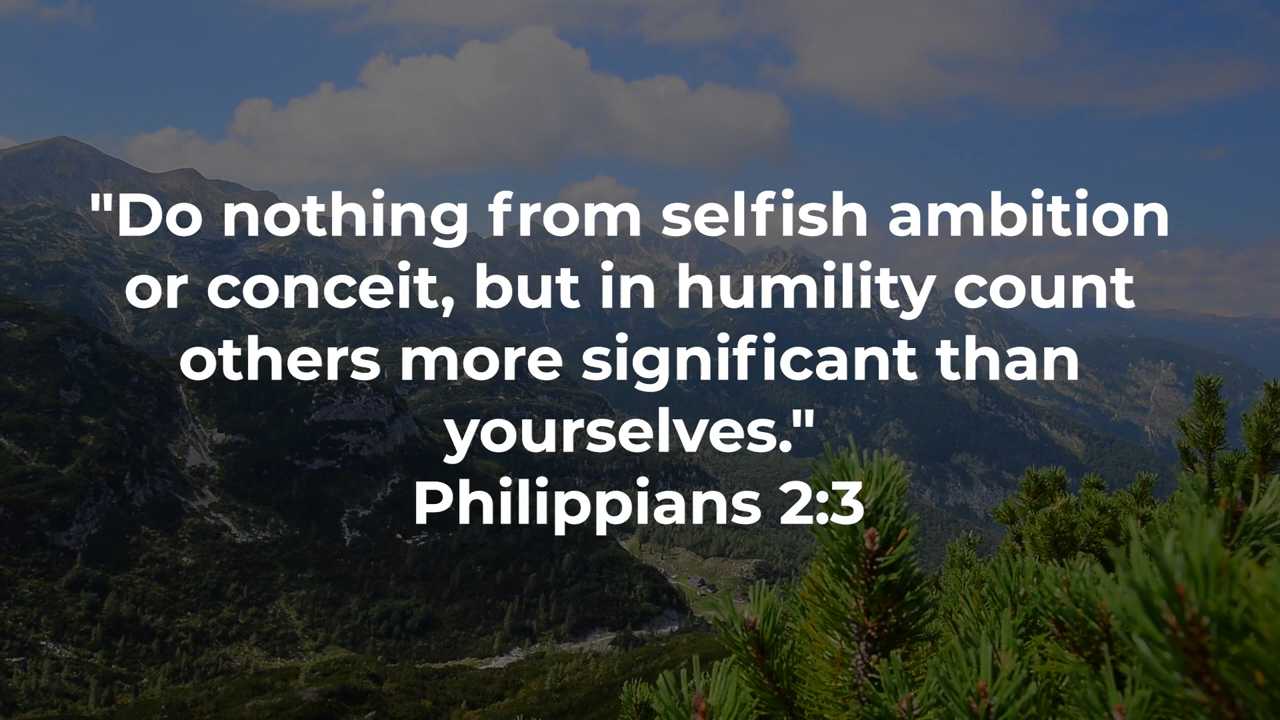 "Do nothing from selfish ambition
or conceit, but in humility count
others more significant than
yourselves."
Philippians 2:3